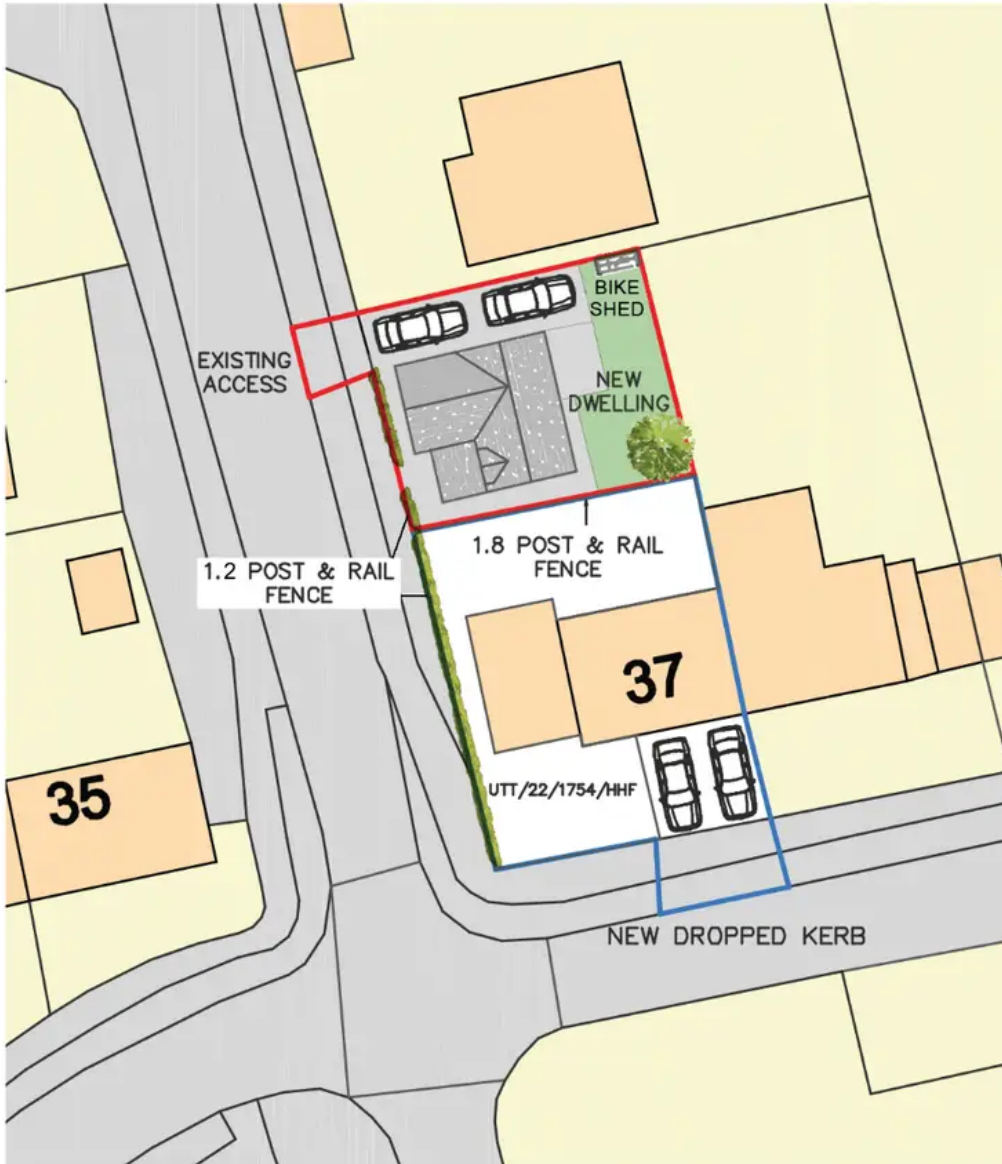 BIKE
SHED
EXISTING
ACCESS
NEW
DWELLING
1.2 POST & RAIL
FENCE
1.8 POST & RAIL
FENCE
37
35
UTT/22/1754/HHF
NEW DROPPED KERB